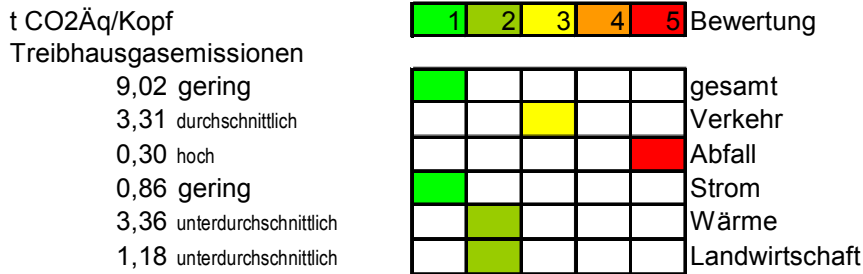 t CO2Äq/Kopf 1 2 3 4 5 Bewertung
Treibhausgasemissionen
9,02 gering gesamt
3,31 durchschnittlich Verkehr
0,30 hoch Abfall
0,86 gering Strom
3,36 unterdurchschnittlich Wärme
1,18 unterdurchschnittlich Landwirtschaft